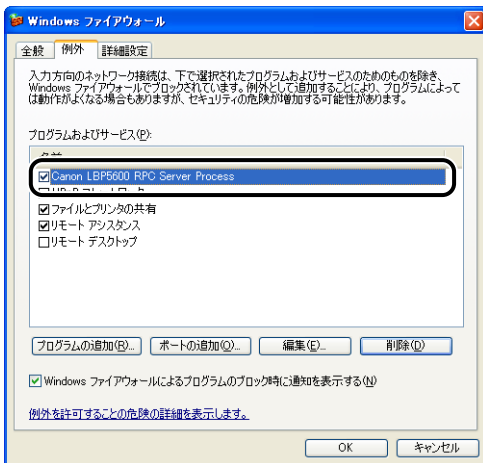 Windows ファイアウォール
全般 例外 詳細設定
入力方向のネットワーク接続は、下で選択されたプログラムおよびサービスのためのものを除き、
Windows ファイアウォールでブロックされています。例外として追加することにより、プログラムによって
は動作がよくなる場合もありますが、セキュリティの危険が増加する可能性があります。
プログラムおよびサービス(P):
Canon LBP5600 RPC Server Process
ファイルとプリンタの共有
リモート アシスタンス
リモート デスクトップ
プログラムの追加(R)... ポートの追加(O)... 編集(E)... 削除(D)
Windows ファイアウォールによるプログラムのブロック時に通知を表示する(N)
例外を許可することの危険の詳細を表示します。
OK キャンセル